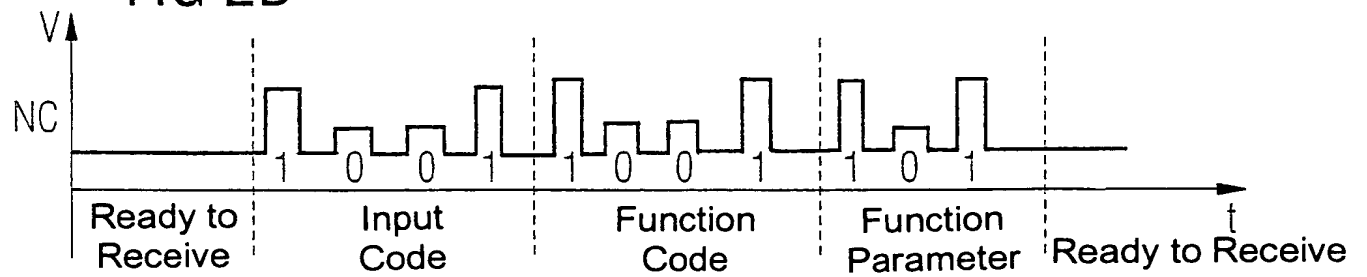 V
NC
1 0 0 1 1 0 0 1 1 0 1
t
Ready to
Receive
Input
Code
Function
Code
Function
Parameter
Ready to Receive